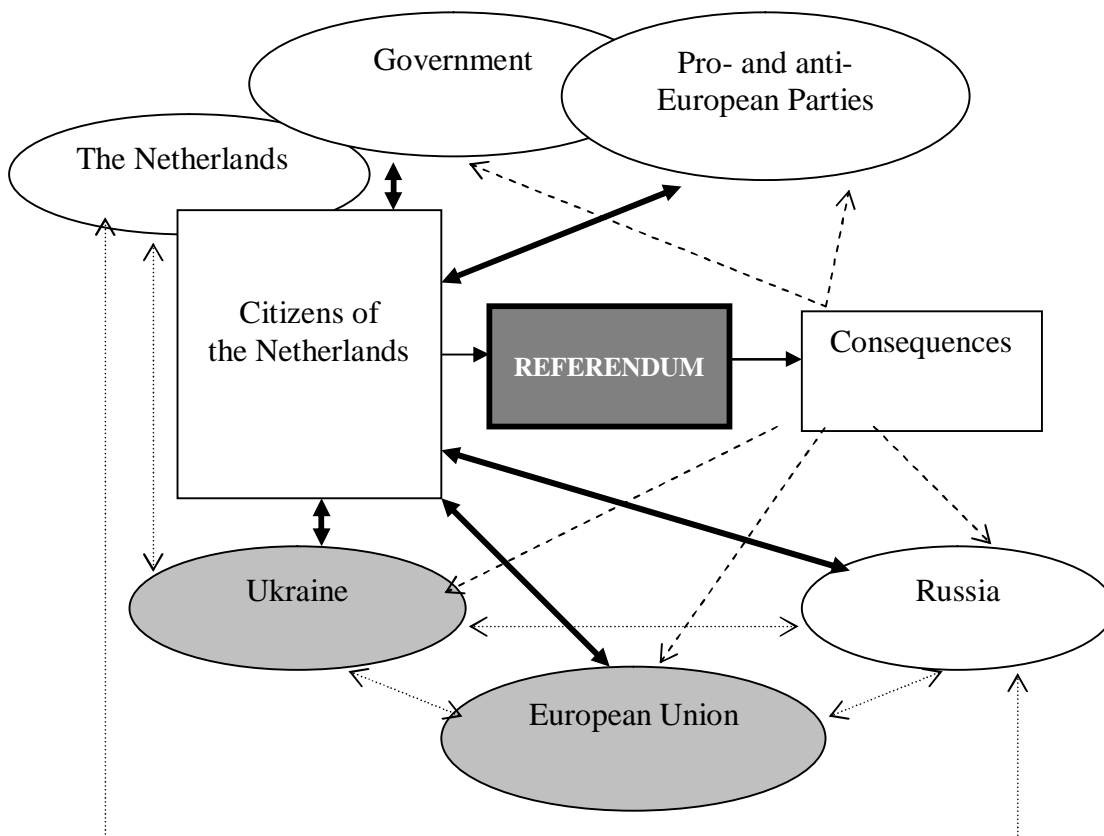 Government
Pro- and anti-
European Parties
The Netherlands
Citizens of
the Netherlands
REFERENDUM
Consequences
Ukraine
Russia
European Union